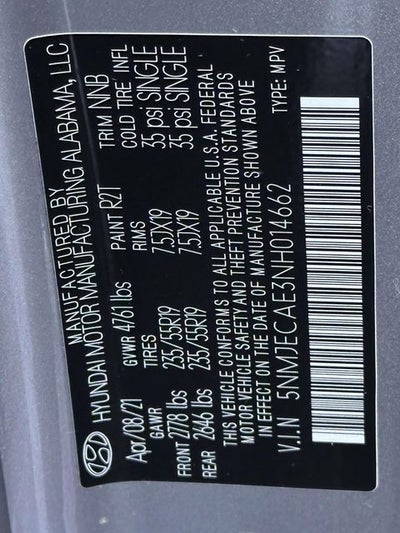 MANUFACTURED BY
HYUNDAI MOTOR MANUFACTURING ALABAMA, LLC
Apr/08/21 GVWR 4761 lbs PAINT R2T TRIM NNB
GAWR TIRES RIMS COLD TIRE INFL
FRONT 2778 lbs 235/55R19 7.5JX19 35 psi SINGLE
REAR 2646 lbs 235/55R19 7.5JX19 35 psi SINGLE
THIS VEHICLE CONFORMS TO ALL APPLICABLE U.S.A. FEDERAL
MOTOR VEHICLE SAFETY AND THEFT PREVENTION STANDARDS
IN EFFECT ON THE DATE OF MANUFACTURE SHOWN ABOVE
V.I.N 5NMJECAE3NH014662 TYPE: MPV